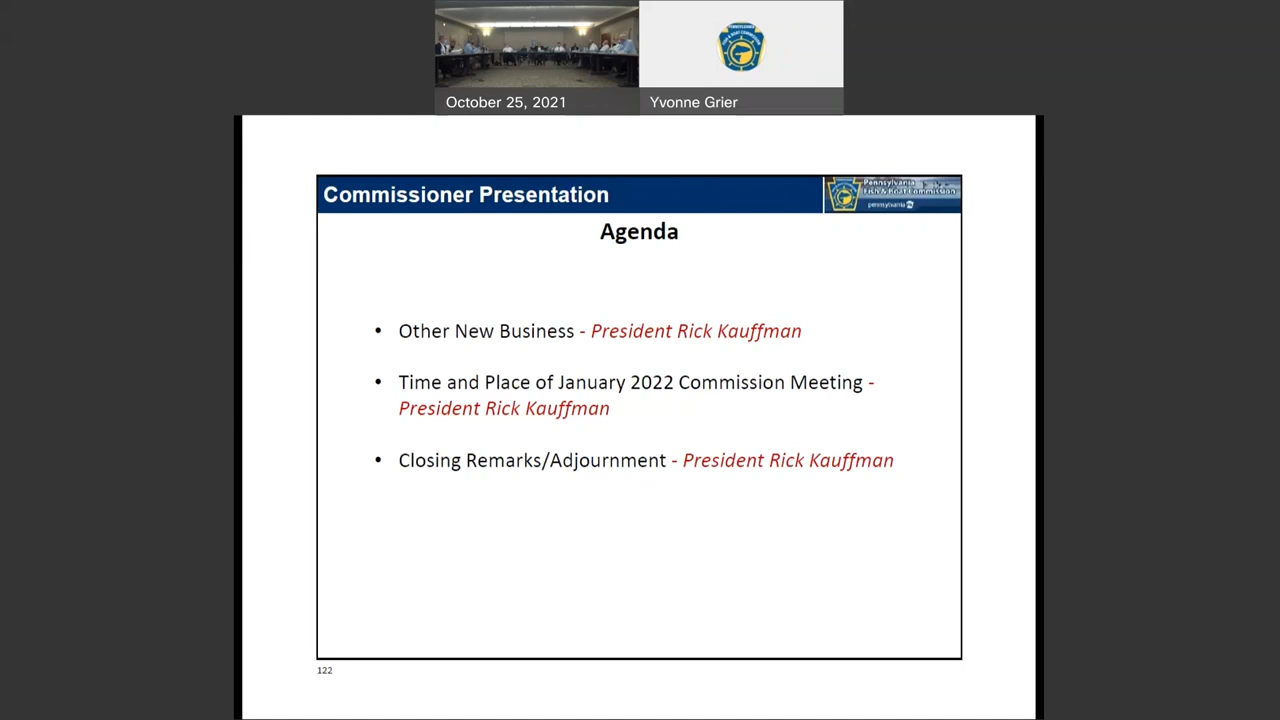 October 25, 2021
Yvonne Grier
Commissioner Presentation
Pennsylvania
Fish & Boat Commission
pennsylvania
Agenda
• Other New Business - President Rick Kauffman
• Time and Place of January 2022 Commission Meeting -
President Rick Kauffman
• Closing Remarks/Adjournment - President Rick Kauffman
122